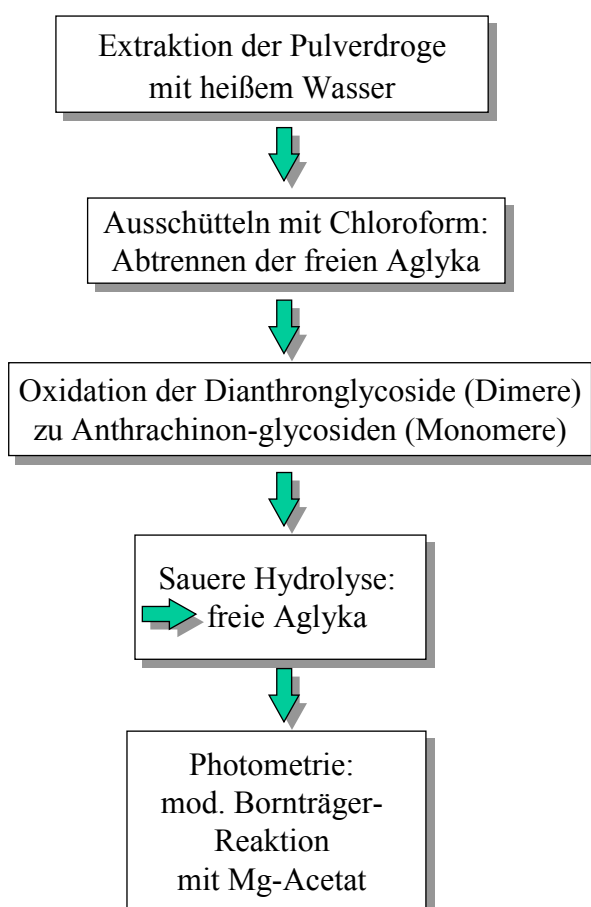 Extraktion der Pulverdroge
mit heißem Wasser
Ausschütteln mit Chloroform:
Abtrennen der freien Aglyka
Oxidation der Dianthronglycoside (Dimere)
zu Anthrachinon-glycosiden (Monomere)
Sauere Hydrolyse:
freie Aglyka
Photometrie:
mod. Bornträger-
Reaktion
mit Mg-Acetat